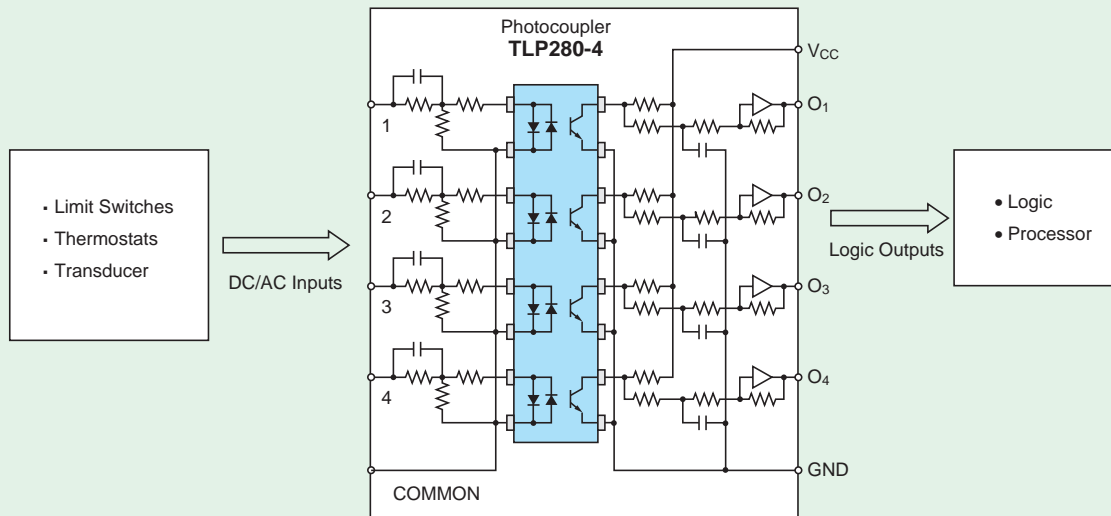 Photocoupler
TLP280-4
VCC
1
O1
2
O2
3
O3
4
O4
GND
COMMON
· Limit Switches
· Thermostats
· Transducer
DC/AC Inputs
Logic Outputs
• Logic
• Processor